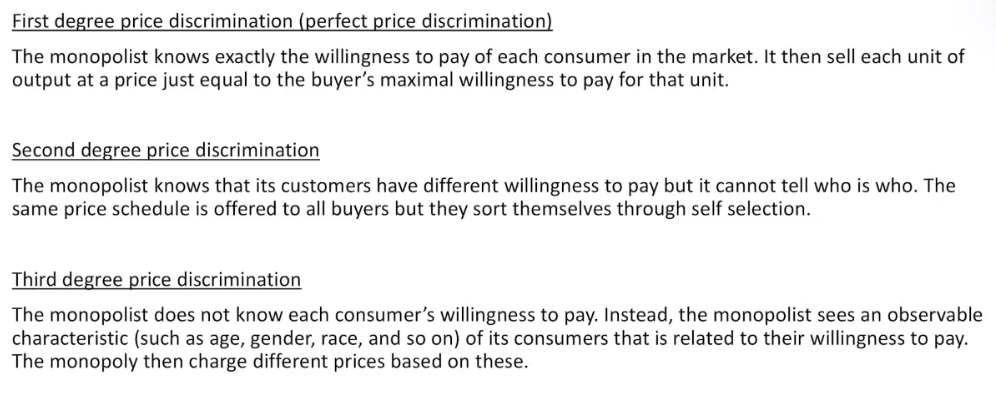 First degree price discrimination (perfect price discrimination)
The monopolist knows exactly the willingness to pay of each consumer in the market. It then sell each unit of
output at a price just equal to the buyer's maximal willingness to pay for that unit.
Second degree price discrimination
The monopolist knows that its customers have different willingness to pay but it cannot tell who is who. The
same price schedule is offered to all buyers but they sort themselves through self selection.
Third degree price discrimination
The monopolist does not know each consumer's willingness to pay. Instead, the monopolist sees an observable
characteristic (such as age, gender, race, and so on) of its consumers that is related to their willingness to pay.
The monopoly then charge different prices based on these.